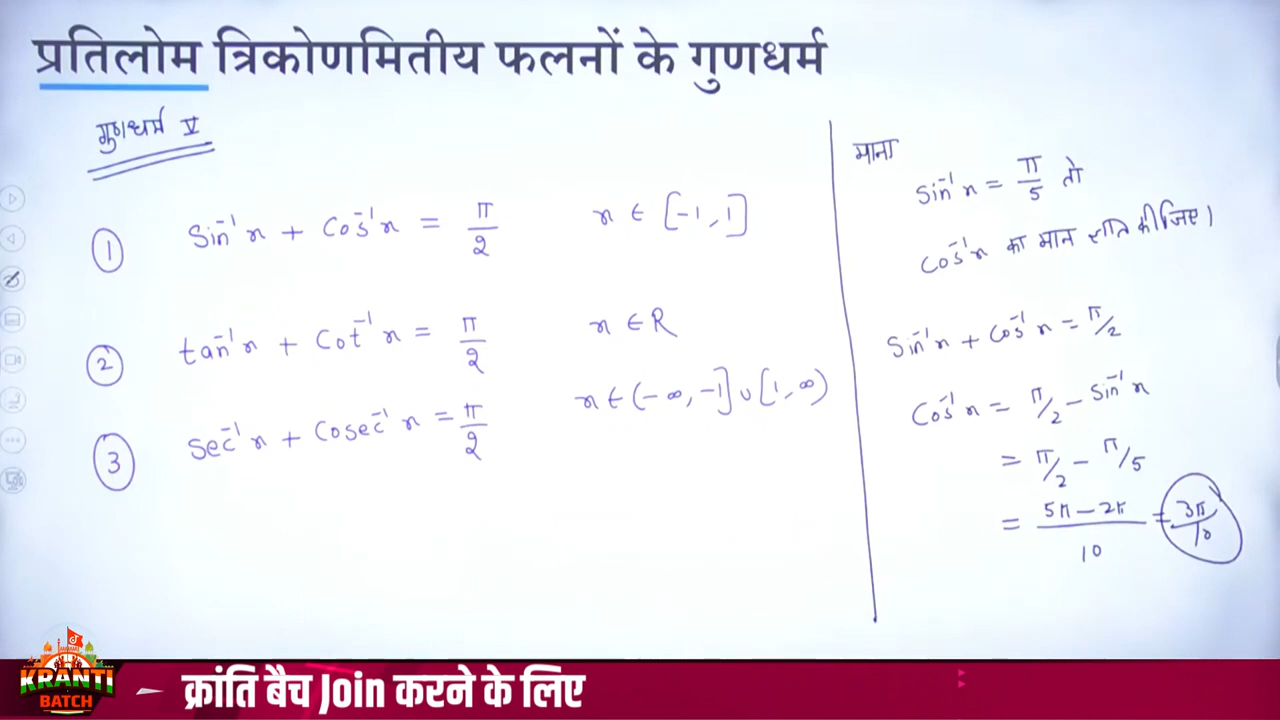 प्रतिलोम त्रिकोणमितीय फलनों के गुणधर्म
गुणधर्म V
① Sin⁻¹x + Cos⁻¹x = π/2 x ∈ [-1, 1]
② tan⁻¹x + Cot⁻¹x = π/2 x ∈ R
③ Sec⁻¹x + Cosec⁻¹x = π/2 x ∈ (-∞, -1] ∪ [1, ∞)
माना
Sin⁻¹x = π/5 तो
Cos⁻¹x का मान ज्ञात कीजिए।
Sin⁻¹x + Cos⁻¹x = π/2
Cos⁻¹x = π/2 - Sin⁻¹x
= π/2 - π/5
= (5π - 2π)/10 = 3π/10
KRANTI
BATCH
– क्रांति बैच Join करने के लिए